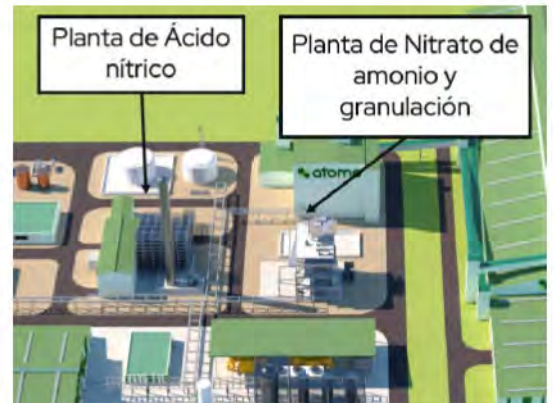 Planta de Ácido
nítrico
Planta de Nitrato de
amonio y
granulación
atome